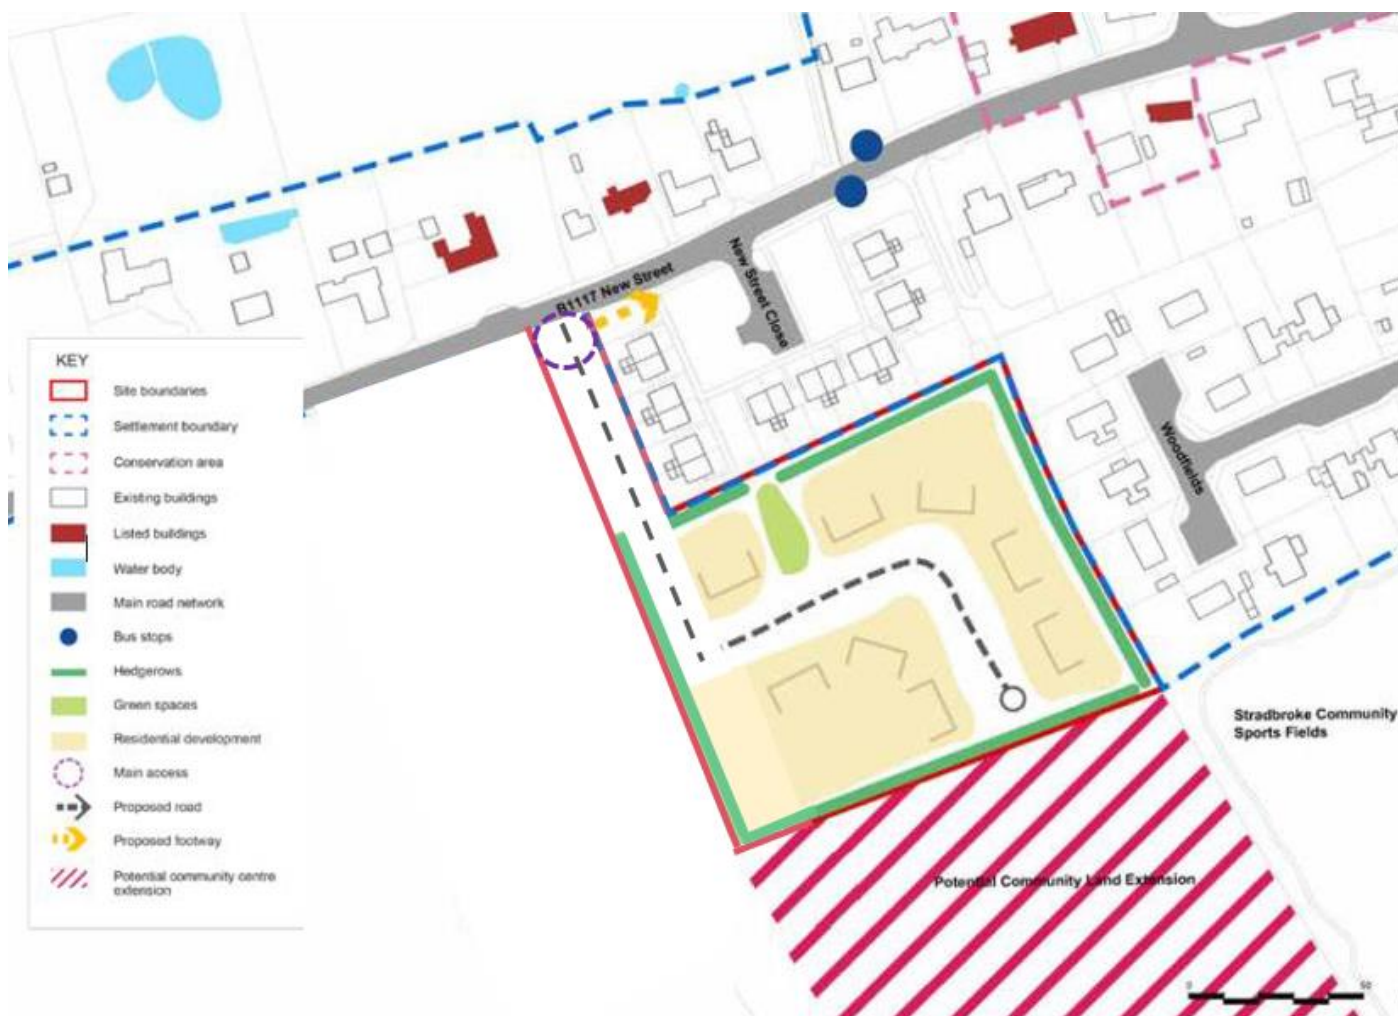 B1117 New Street
New Street Close
Woodfields
KEY
Site boundaries
Settlement boundary
Conservation area
Existing buildings
Listed buildings
Water body
Main road network
Bus stops
Hedgerows
Green spaces
Residential development
Main access
Proposed road
Proposed footway
Potential community centre
extension
Stradbroke Community
Sports Fields
Potential Community Land Extension
0 50